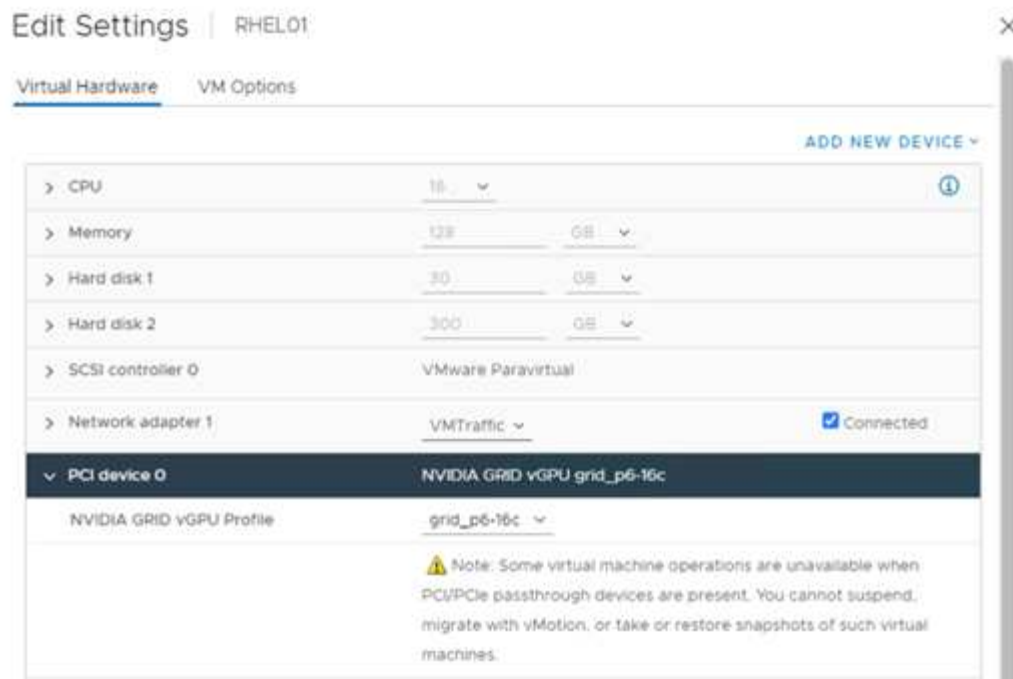 Edit Settings | RHEL01
Virtual Hardware VM Options
ADD NEW DEVICE
CPU 16
Memory 128 GB
Hard disk 1 30 GB
Hard disk 2 300 GB
SCSI controller 0 VMware Paravirtual
Network adapter 1 VMTraffic Connected
PCI device 0 NVIDIA GRID vGPU grid_p6-16c
NVIDIA GRID vGPU Profile grid_p6-16c
Note: Some virtual machine operations are unavailable when
PCI/PCIe passthrough devices are present. You cannot suspend,
migrate with vMotion, or take or restore snapshots of such virtual
machines.